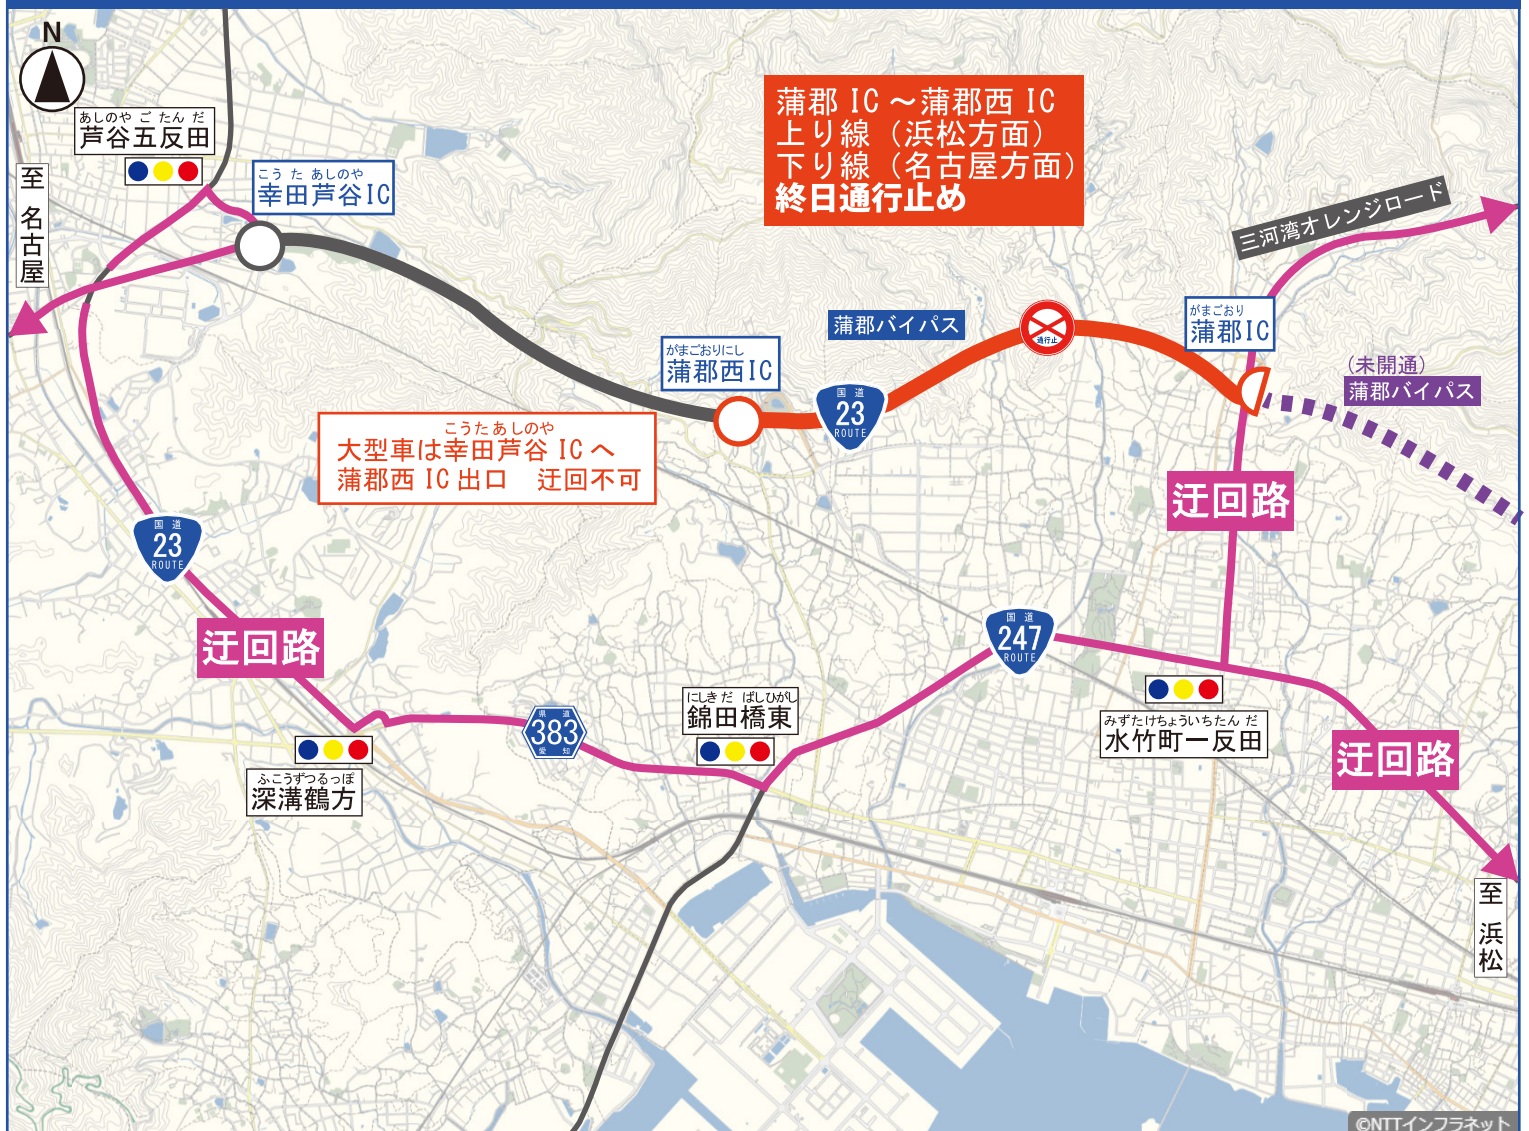 N
あしのや ご たん だ
芦谷五反田
至 名古屋
こう た あしのや
幸田芦谷IC
蒲郡 IC ～蒲郡西 IC
上り線（浜松方面）
下り線（名古屋方面）
終日通行止め
三河湾オレンジロード
がまごおり
蒲郡IC
蒲郡バイパス
通行止
がまごおりにし
蒲郡西IC
（未開通）
蒲郡バイパス
国道
23
ROUTE
こうた あしのや
大型車は幸田芦谷 IC へ
蒲郡西 IC 出口 迂回不可
迂回路
国道
23
ROUTE
迂回路
国道
247
ROUTE
県道
383
愛知
にしき だ ばしひがし
錦田橋東
みずたけちょういちたん だ
水竹町一反田
迂回路
ふこうずつるっぽ
深溝鶴方
至 浜松
©NTTインフラネット